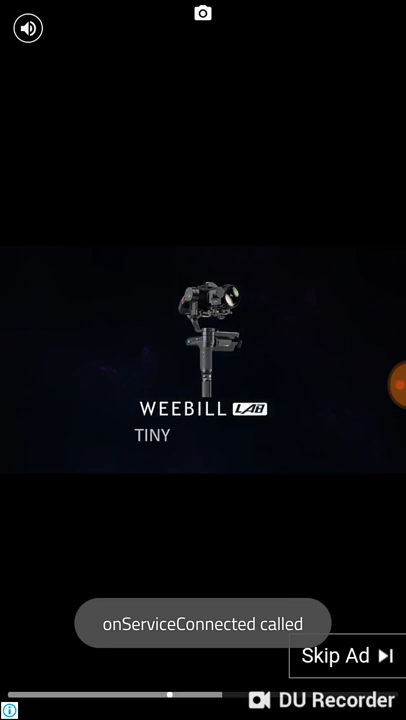 WEEBILL LAB
TINY
onServiceConnected called
Skip Ad
DU Recorder